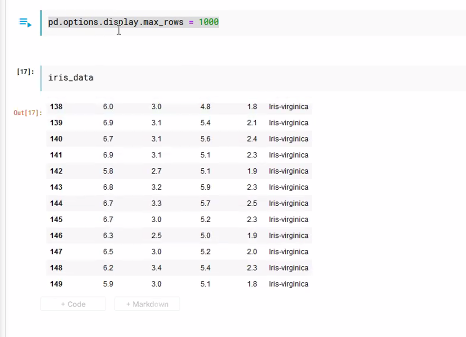 pd.options.display.max_rows = 1000
[17]:
iris_data
Out[17]:
138 6.0 3.0 4.8 1.8 Iris-virginica
139 6.9 3.1 5.4 2.1 Iris-virginica
140 6.7 3.1 5.6 2.4 Iris-virginica
141 6.9 3.1 5.1 2.3 Iris-virginica
142 5.8 2.7 5.1 1.9 Iris-virginica
143 6.8 3.2 5.9 2.3 Iris-virginica
144 6.7 3.3 5.7 2.5 Iris-virginica
145 6.7 3.0 5.2 2.3 Iris-virginica
146 6.3 2.5 5.0 1.9 Iris-virginica
147 6.5 3.0 5.2 2.0 Iris-virginica
148 6.2 3.4 5.4 2.3 Iris-virginica
149 5.9 3.0 5.1 1.8 Iris-virginica
+ Code + Markdown